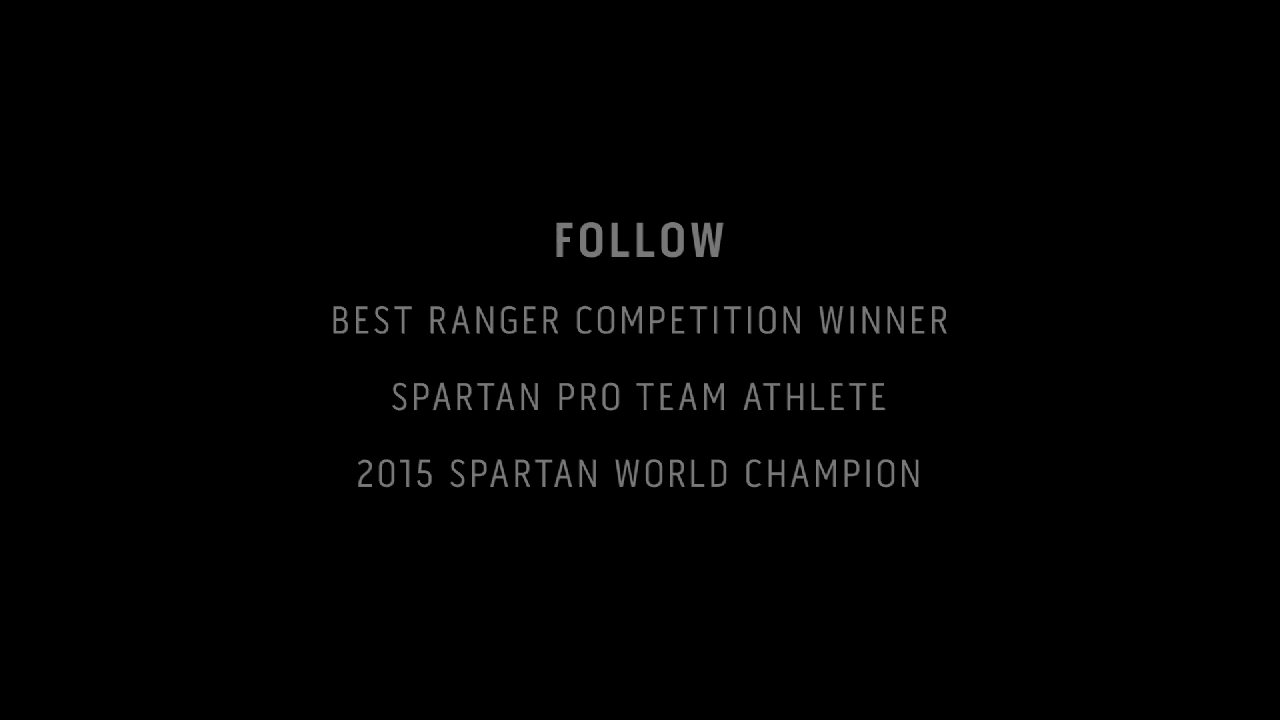 FOLLOW
BEST RANGER COMPETITION WINNER
SPARTAN PRO TEAM ATHLETE
2015 SPARTAN WORLD CHAMPION